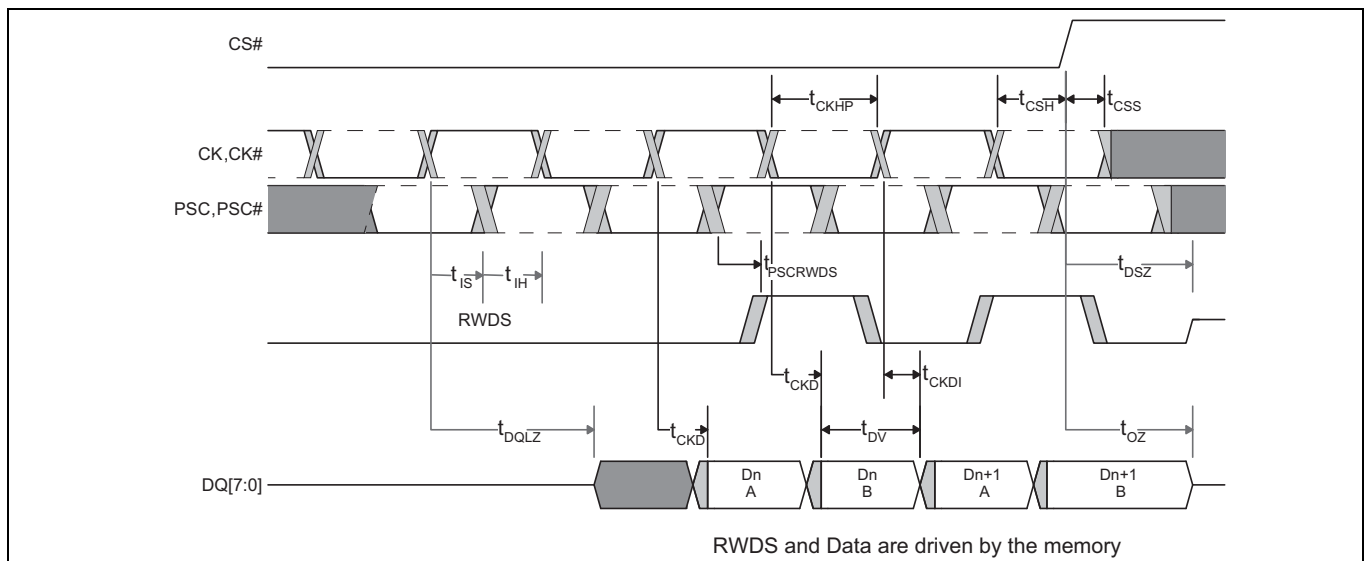 CS#
tCKHP
tCSH
tCSS
CK,CK#
PSC,PSC#
tIS
tIH
tPSCRWDS
tDSZ
RWDS
tCKD
tCKDI
tDQLZ
tCKD
tDV
tOZ
DQ[7:0]
Dn
A
Dn
B
Dn+1
A
Dn+1
B
RWDS and Data are driven by the memory